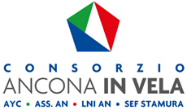 CONSORZIO
ANCONA IN VELA
AYC • ASS. AN • LNI AN • SEF STAMURA